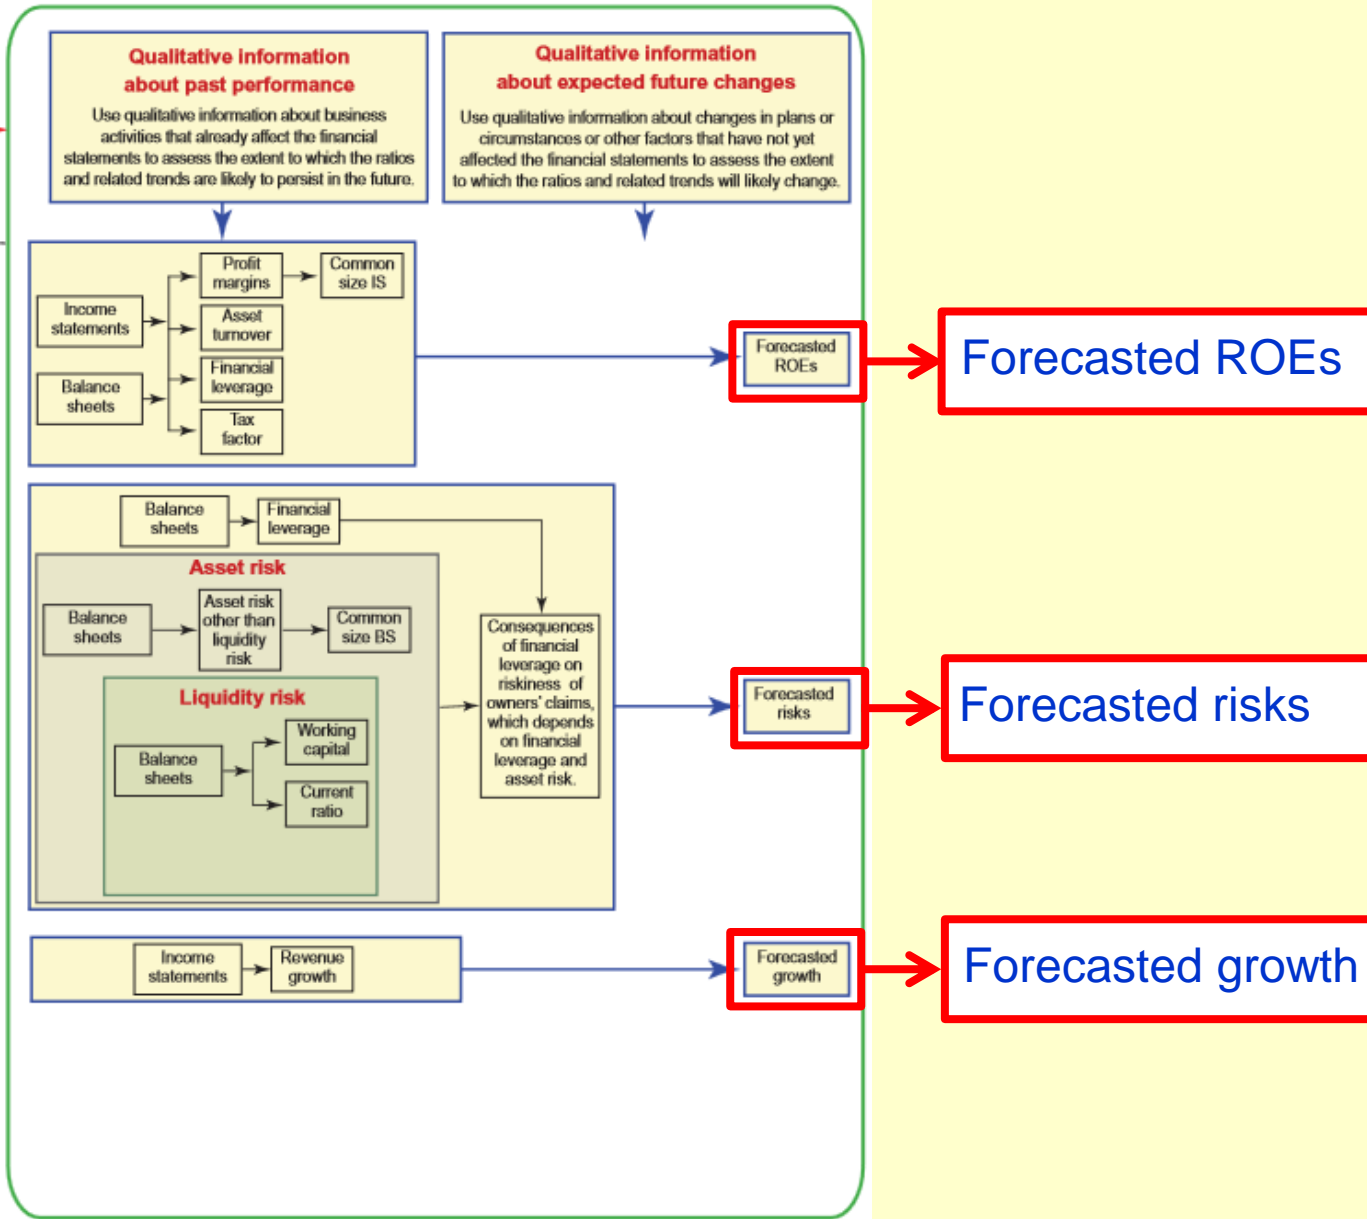 Qualitative information
about past performance
Use qualitative information about business
activities that already affect the financial
statements to assess the extent to which the ratios
and related trends are likely to persist in the future.
Qualitative information
about expected future changes
Use qualitative information about changes in plans or
circumstances or other factors that have not yet
affected the financial statements to assess the extent
to which the ratios and related trends will likely change.
Income
statements
Balance
sheets
Profit
margins
Common
size IS
Asset
turnover
Financial
leverage
Tax
factor
Forecasted
ROEs
Forecasted ROEs
Balance
sheets
Financial
leverage
Asset risk
Balance
sheets
Asset risk
other than
liquidity
risk
Common
size BS
Liquidity risk
Balance
sheets
Working
capital
Current
ratio
Consequences
of financial
leverage on
riskiness of
owners' claims,
which depends
on financial
leverage and
asset risk.
Forecasted
risks
Forecasted risks
Income
statements
Revenue
growth
Forecasted
growth
Forecasted growth